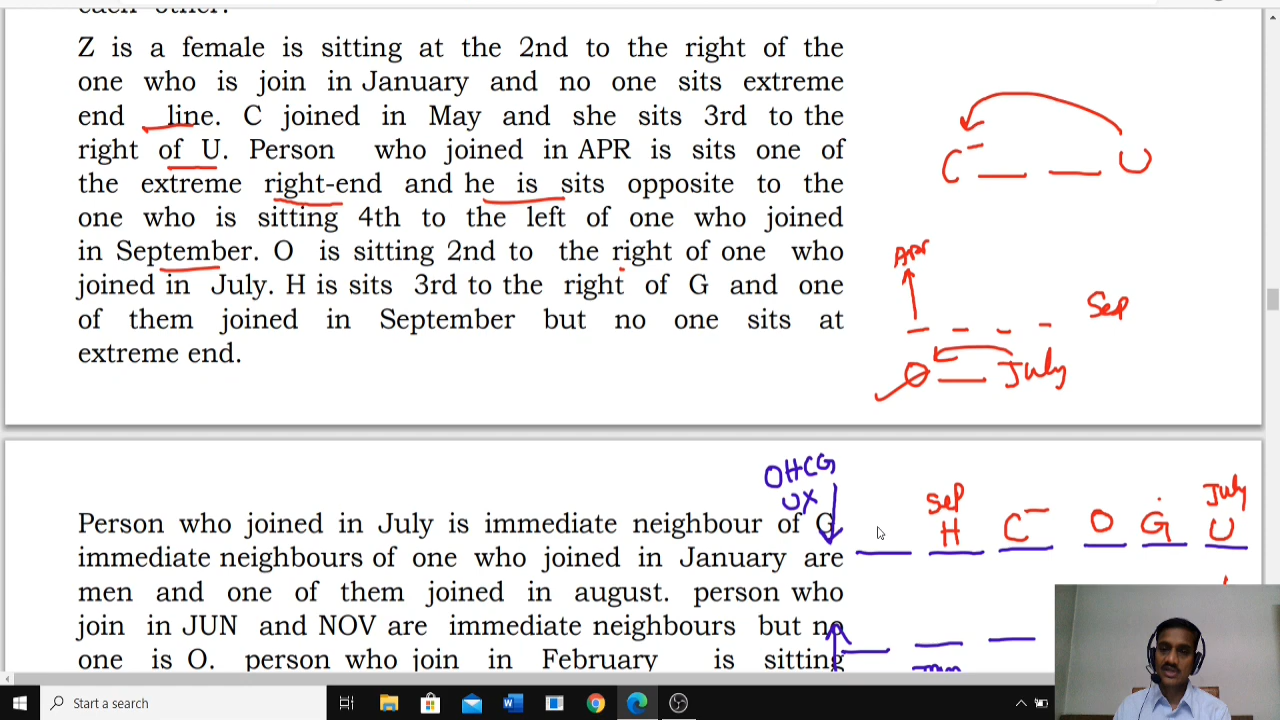 each other.
Z is a female is sitting at the 2nd to the right of the
one who is join in January and no one sits extreme
end line. C joined in May and she sits 3rd to the
right of U. Person who joined in APR is sits one of
the extreme right-end and he is sits opposite to the
one who is sitting 4th to the left of one who joined
in September. O is sitting 2nd to the right of one who
joined in July. H is sits 3rd to the right of G and one
of them joined in September but no one sits at
extreme end.
C U
APR
Sep
O July
OHCG
UX
Sep July
H C O G U
Person who joined in July is immediate neighbour of G
immediate neighbours of one who joined in January are
men and one of them joined in august. person who
join in JUN and NOV are immediate neighbours but no
one is O. person who join in February is sitting
Start a search